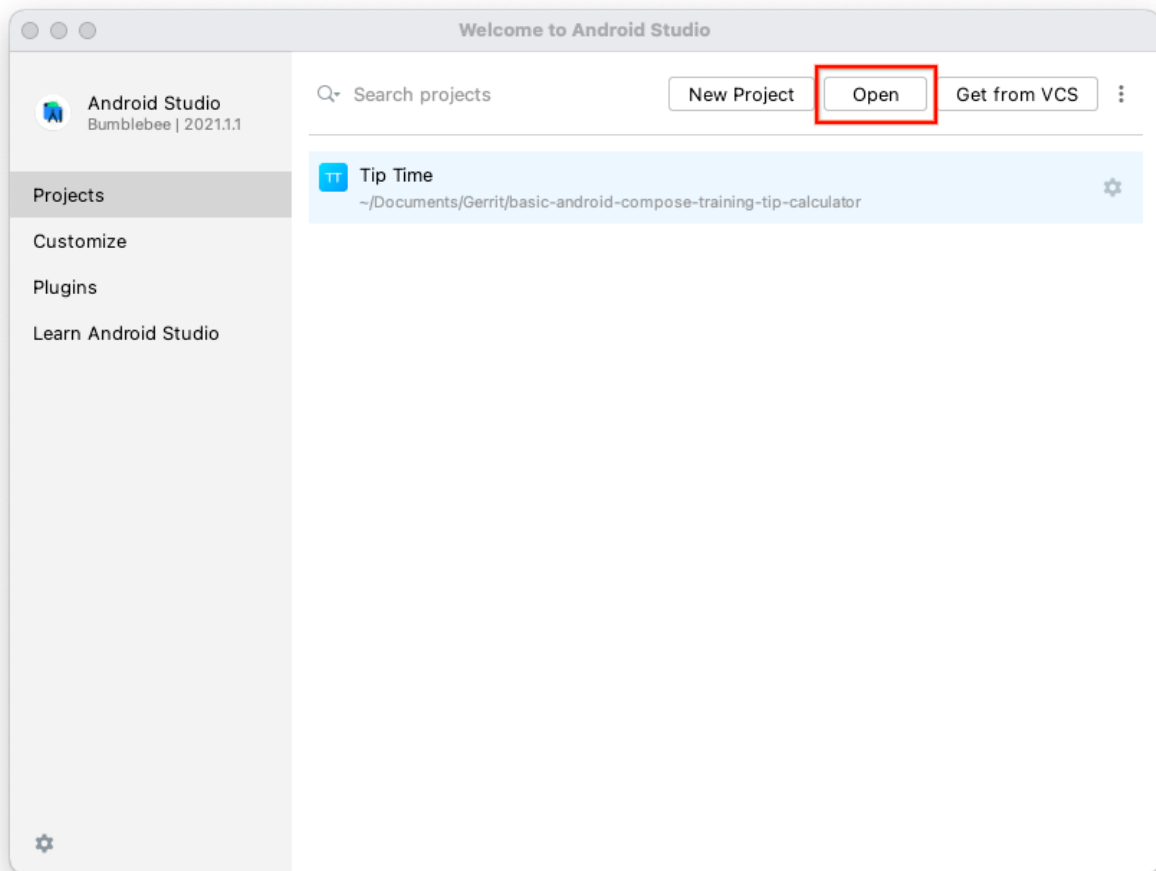 Welcome to Android Studio
Android Studio
Bumblebee | 2021.1.1
Search projects
New Project
Open
Get from VCS
Projects
Customize
Plugins
Learn Android Studio
TT
Tip Time
~/Documents/Gerrit/basic-android-compose-training-tip-calculator